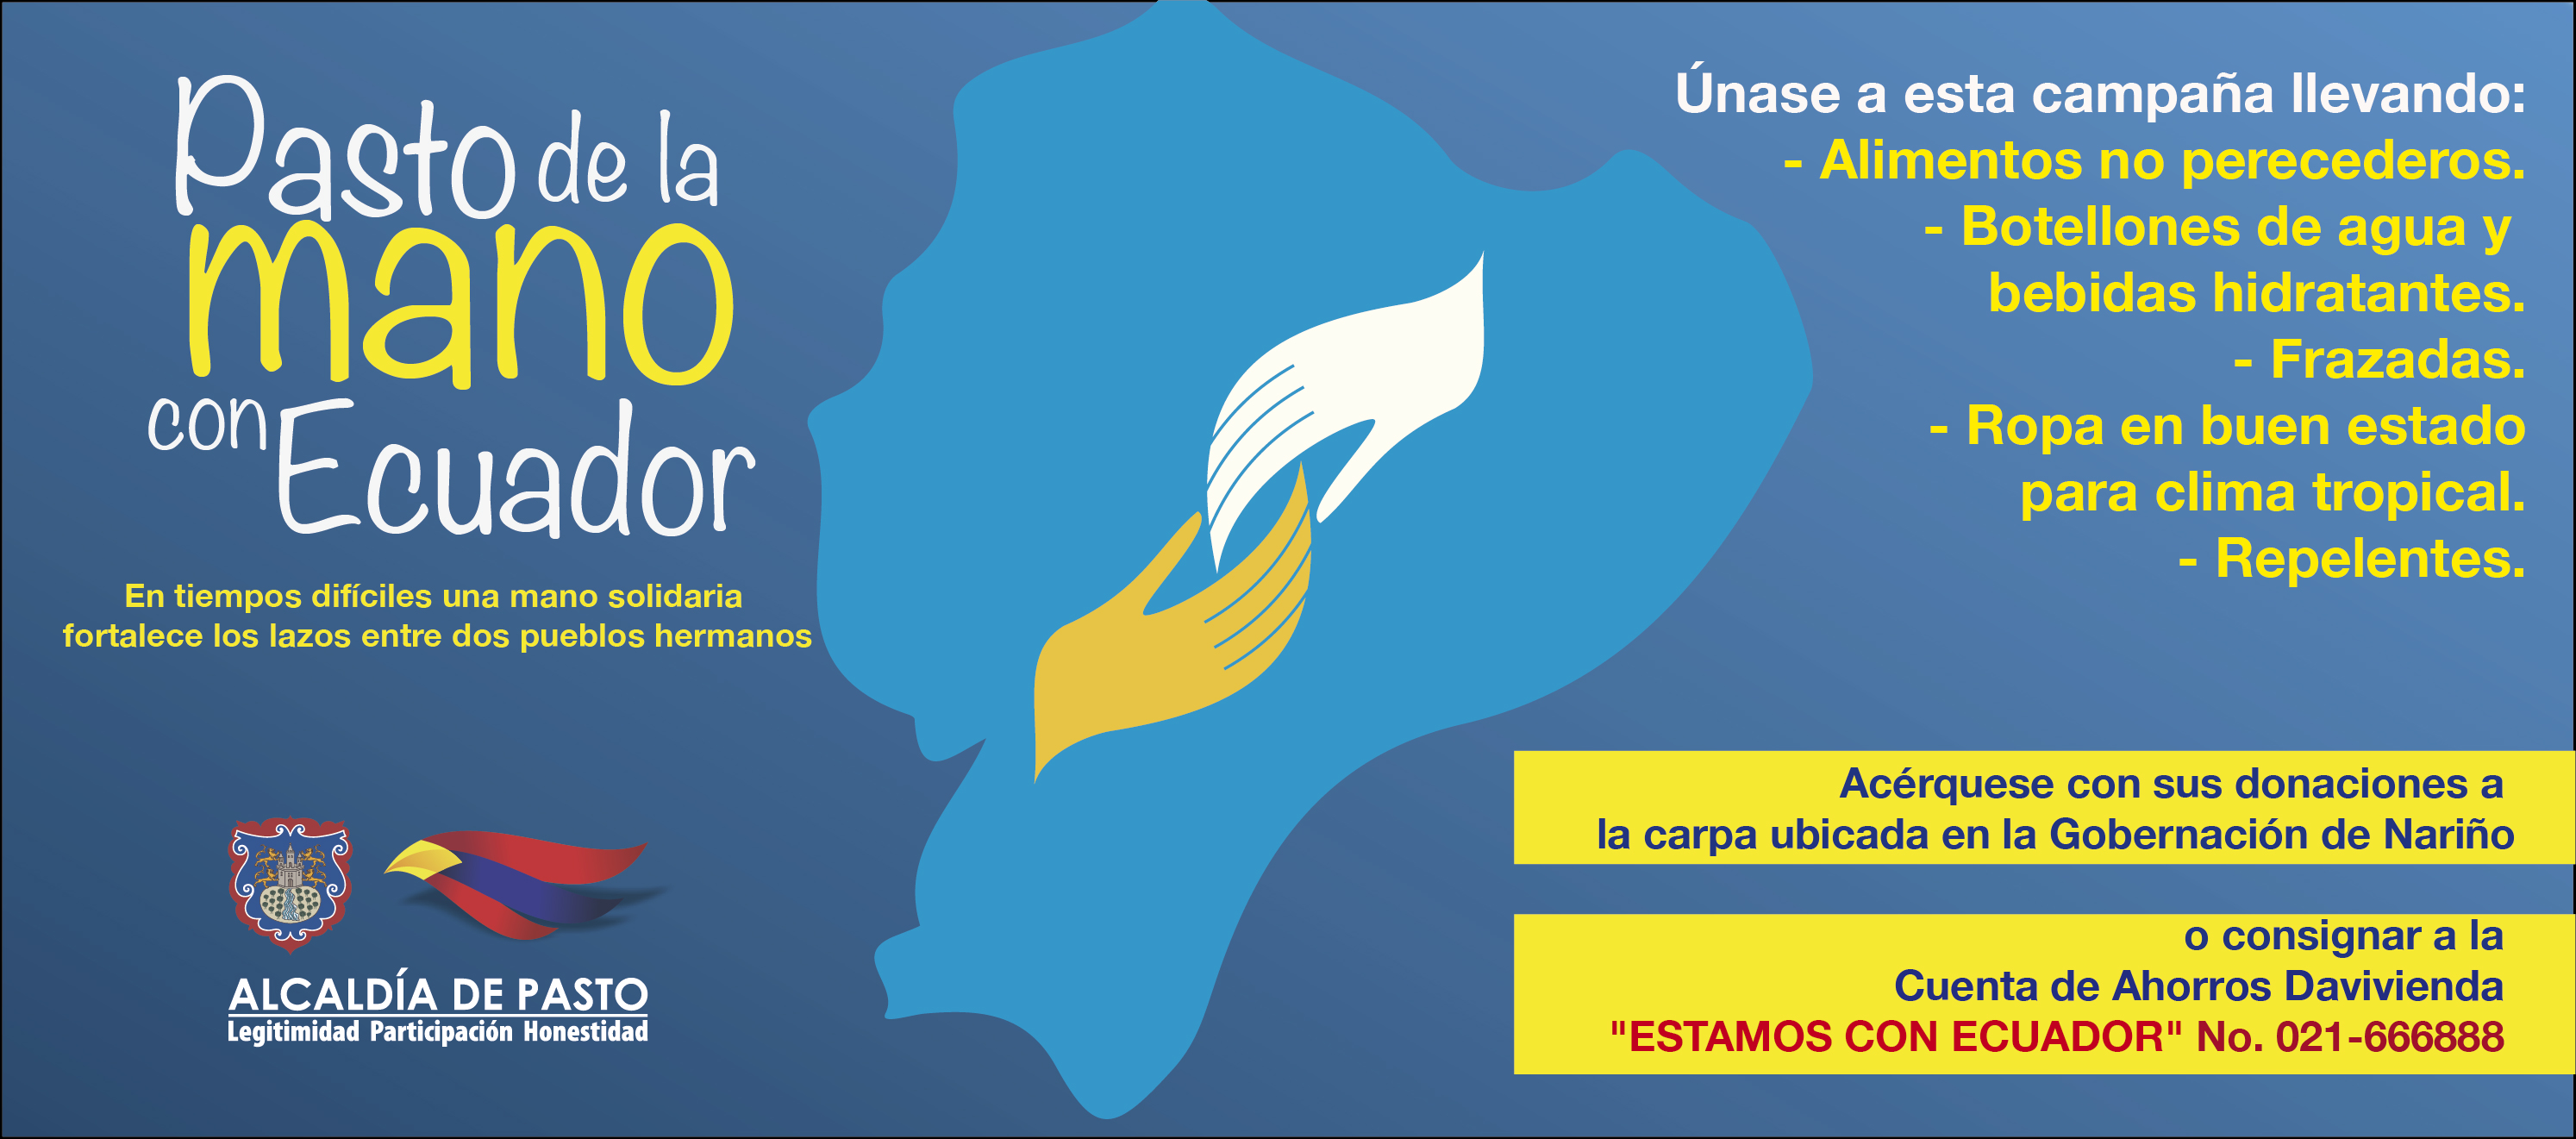 Pasto de la
mano
con Ecuador
En tiempos difíciles una mano solidaria
fortalece los lazos entre dos pueblos hermanos
ALCALDÍA DE PASTO
Legitimidad Participación Honestidad
Únase a esta campaña llevando:
- Alimentos no perecederos.
- Botellones de agua y
bebidas hidratantes.
- Frazadas.
- Ropa en buen estado
para clima tropical.
- Repelentes.
Acérquese con sus donaciones a
la carpa ubicada en la Gobernación de Nariño
o consignar a la
Cuenta de Ahorros Davivienda
"ESTAMOS CON ECUADOR" No. 021-666888